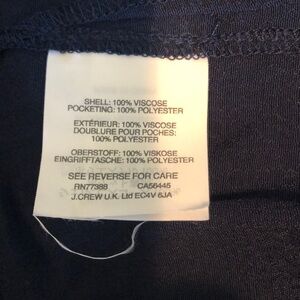 SHELL: 100% VISCOSE
POCKETING: 100% POLYESTER
EXTÉRIEUR: 100% VISCOSE
DOUBLURE POUR POCHES:
100% POLYESTER
OBERSTOFF: 100% VISKOSE
EINGRIFFTASCHE: 100% POLYESTER
SEE REVERSE FOR CARE
RN77388 CA56445
J.CREW U.K. Ltd EC4V 6JA